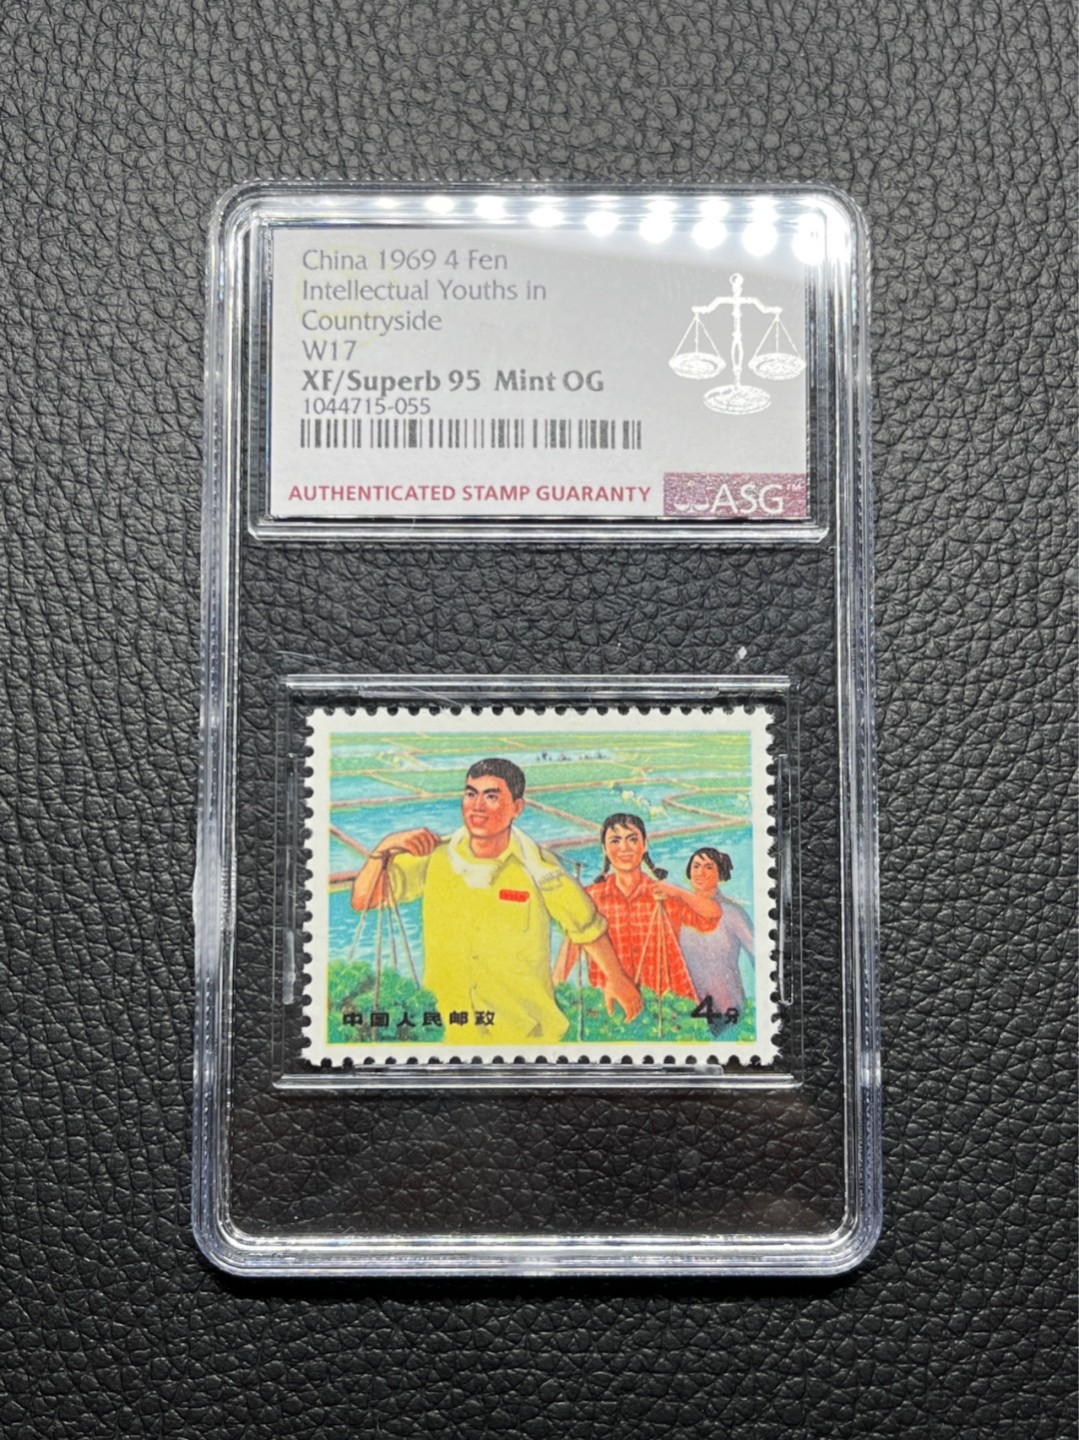 China 1969 4 Fen
Intellectual Youths in
Countryside
W17
XF/Superb 95 Mint OG
1044715-055
AUTHENTICATED STAMP GUARANTY
ASG™
中国人民邮政
4分